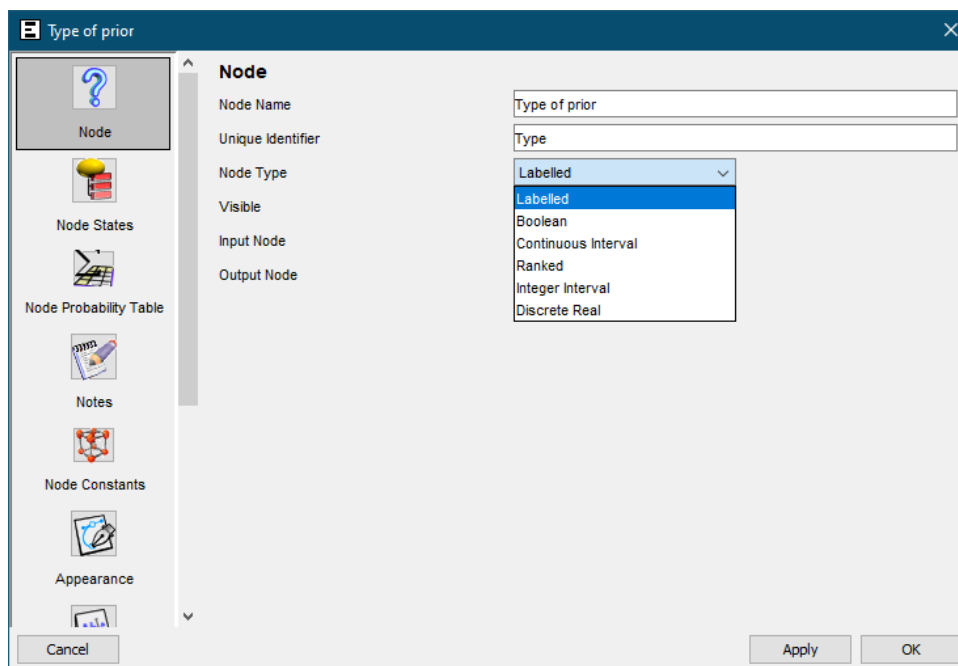 Type of prior
Node
Node States
Node Probability Table
Notes
Node Constants
Appearance
Node
Node Name
Type of prior
Unique Identifier
Type
Node Type
Labelled
Labelled
Boolean
Continuous Interval
Ranked
Integer Interval
Discrete Real
Visible
Input Node
Output Node
Cancel
Apply
OK